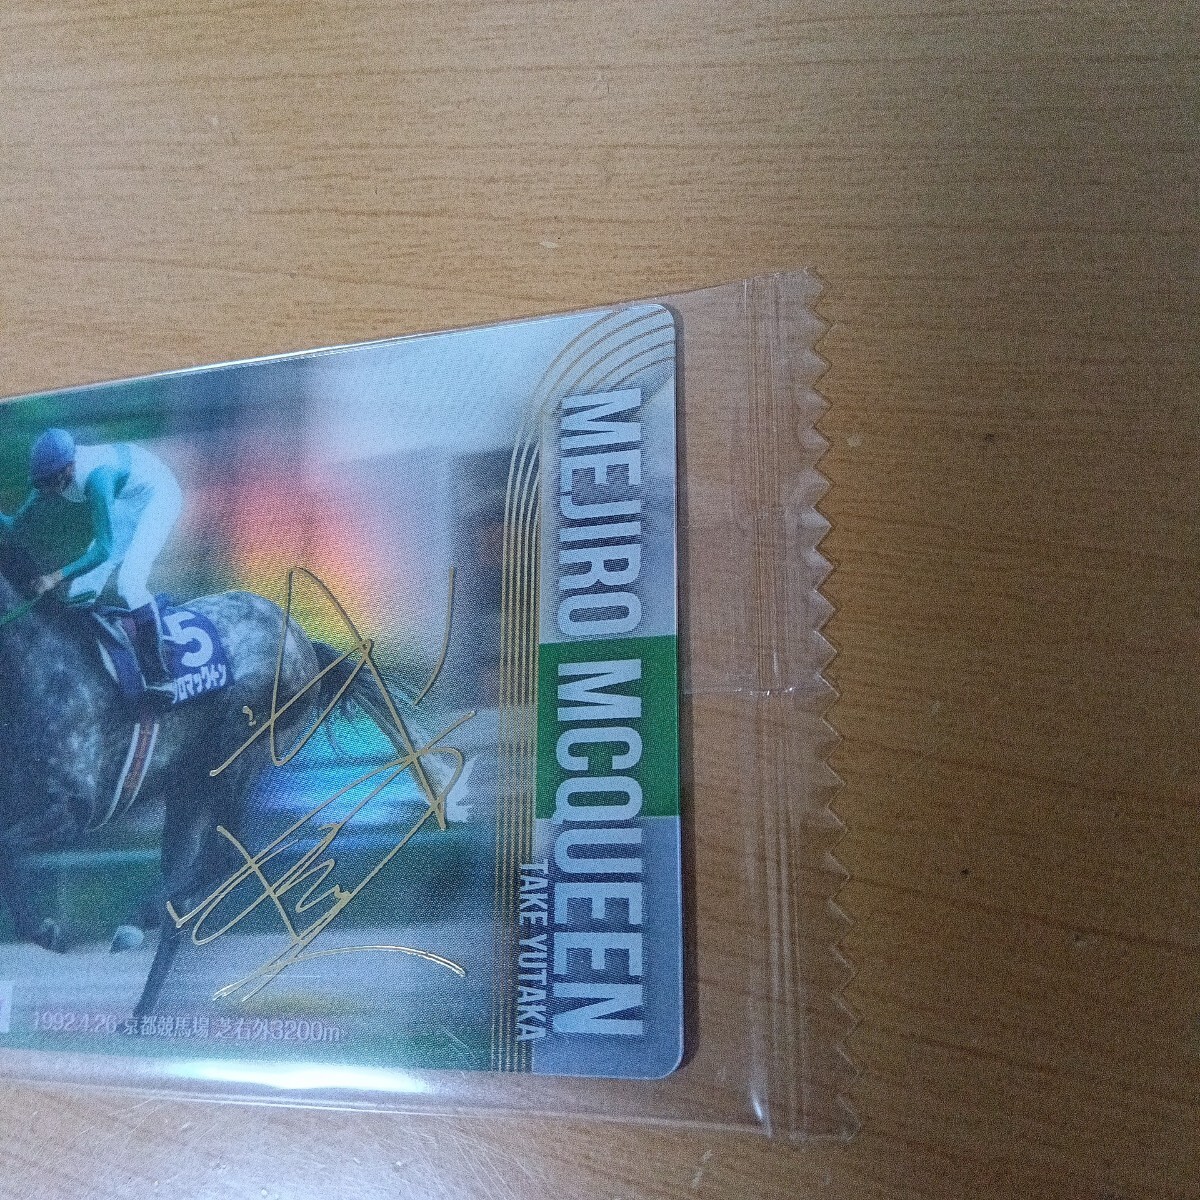 MEJIRO MCQUEEN
TAKE YUTAKA
5
1992.4.26 京都競馬場 芝右外3200m